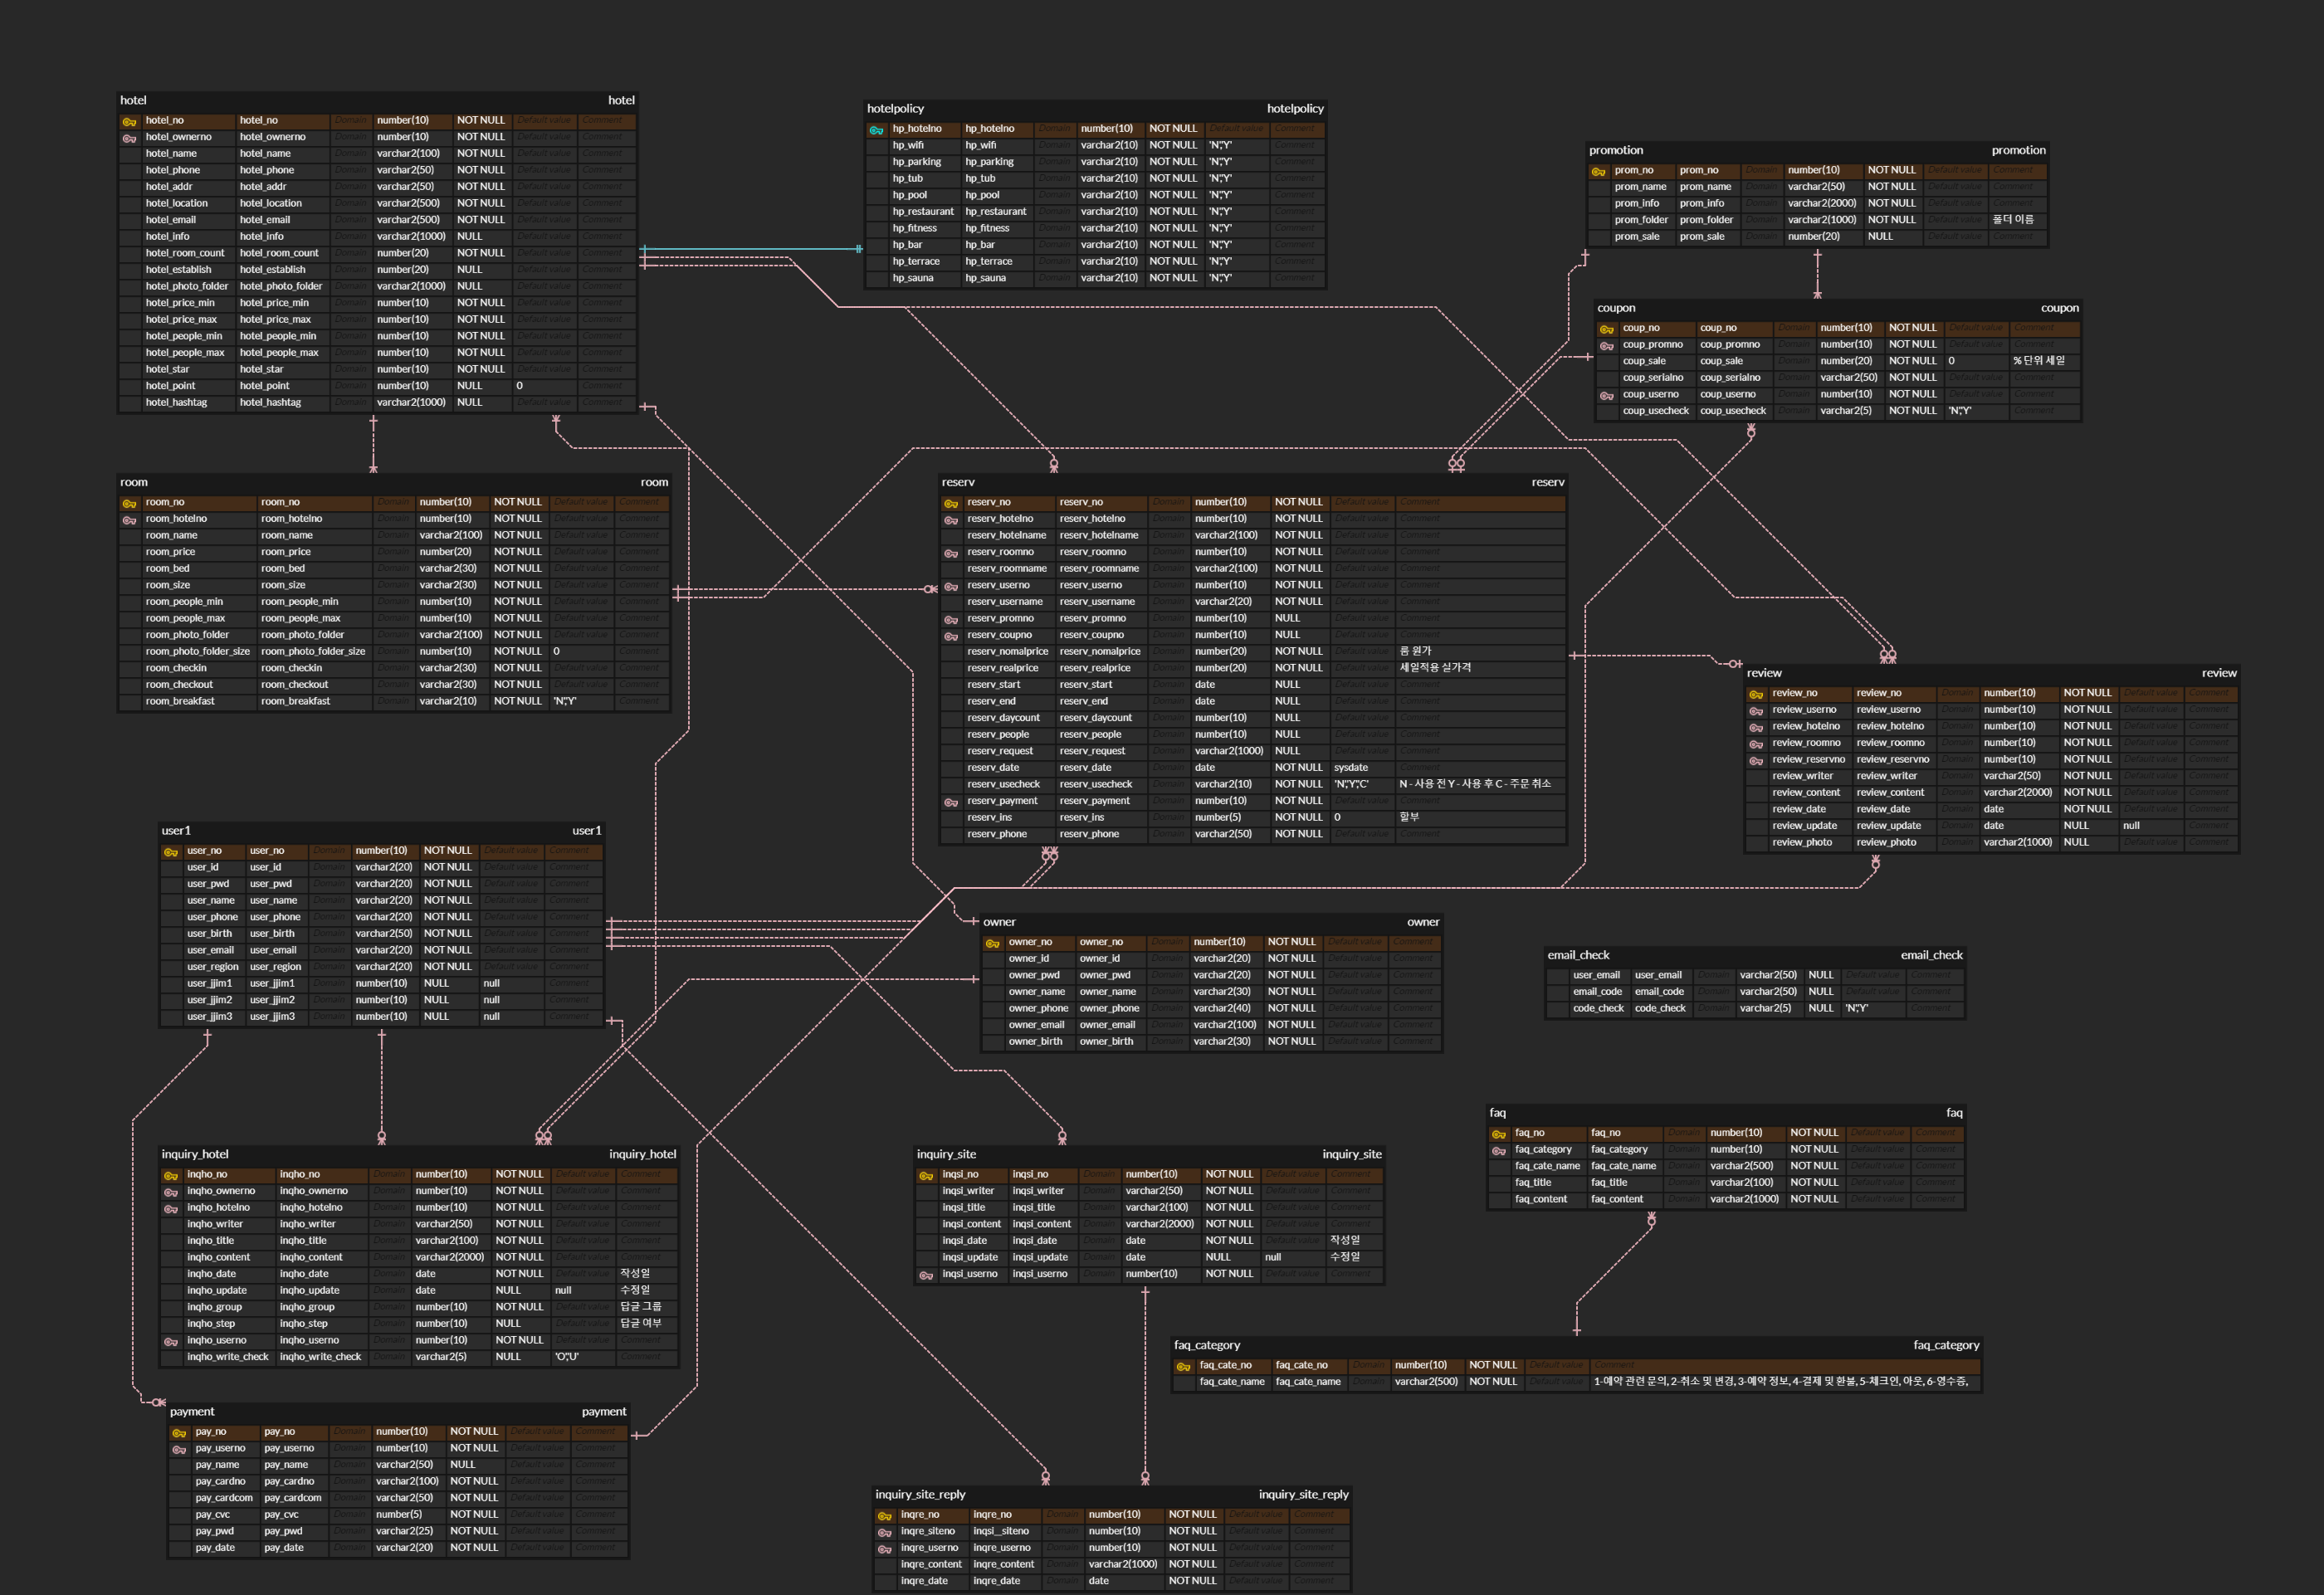 hotel hotel
hotel_no hotel_no Domain number(10) NOT NULL Default value Comment
hotel_ownerno hotel_ownerno Domain number(10) NOT NULL Default value Comment
hotel_name hotel_name Domain varchar2(100) NOT NULL Default value Comment
hotel_phone hotel_phone Domain varchar2(50) NOT NULL Default value Comment
hotel_addr hotel_addr Domain varchar2(50) NOT NULL Default value Comment
hotel_location hotel_location Domain varchar2(500) NOT NULL Default value Comment
hotel_email hotel_email Domain varchar2(500) NOT NULL Default value Comment
hotel_info hotel_info Domain varchar2(1000) NULL Default value Comment
hotel_room_count hotel_room_count Domain number(20) NOT NULL Default value Comment
hotel_establish hotel_establish Domain number(20) NULL Default value Comment
hotel_photo_folder hotel_photo_folder Domain varchar2(1000) NULL Default value Comment
hotel_price_min hotel_price_min Domain number(10) NOT NULL Default value Comment
hotel_price_max hotel_price_max Domain number(10) NOT NULL Default value Comment
hotel_people_min hotel_people_min Domain number(10) NOT NULL Default value Comment
hotel_people_max hotel_people_max Domain number(10) NOT NULL Default value Comment
hotel_star hotel_star Domain number(10) NOT NULL Default value Comment
hotel_point hotel_point Domain number(10) NULL 0 Comment
hotel_hashtag hotel_hashtag Domain varchar2(1000) NULL Default value Comment
hotelpolicy hotelpolicy
hp_hotelno hp_hotelno Domain number(10) NOT NULL Default value Comment
hp_wifi hp_wifi Domain varchar2(10) NOT NULL 'N','Y' Comment
hp_parking hp_parking Domain varchar2(10) NOT NULL 'N','Y' Comment
hp_tub hp_tub Domain varchar2(10) NOT NULL 'N','Y' Comment
hp_pool hp_pool Domain varchar2(10) NOT NULL 'N','Y' Comment
hp_restaurant hp_restaurant Domain varchar2(10) NOT NULL 'N','Y' Comment
hp_fitness hp_fitness Domain varchar2(10) NOT NULL 'N','Y' Comment
hp_bar hp_bar Domain varchar2(10) NOT NULL 'N','Y' Comment
hp_terrace hp_terrace Domain varchar2(10) NOT NULL 'N','Y' Comment
hp_sauna hp_sauna Domain varchar2(10) NOT NULL 'N','Y' Comment
promotion promotion
prom_no prom_no Domain number(10) NOT NULL Default value Comment
prom_name prom_name Domain varchar2(50) NOT NULL Default value Comment
prom_info prom_info Domain varchar2(2000) NOT NULL Default value Comment
prom_folder prom_folder Domain varchar2(1000) NOT NULL Default value 폴더 이름
prom_sale prom_sale Domain number(20) NULL Default value Comment
coupon coupon
coup_no coup_no Domain number(10) NOT NULL Default value Comment
coup_promno coup_promno Domain number(10) NOT NULL Default value Comment
coup_sale coup_sale Domain number(20) NOT NULL 0 % 단위 세일
coup_serialno coup_serialno Domain varchar2(50) NOT NULL Default value Comment
coup_userno coup_userno Domain number(10) NOT NULL Default value Comment
coup_usecheck coup_usecheck Domain varchar2(5) NOT NULL 'N','Y' Comment
room room
room_no room_no Domain number(10) NOT NULL Default value Comment
room_hotelno room_hotelno Domain number(10) NOT NULL Default value Comment
room_name room_name Domain varchar2(100) NOT NULL Default value Comment
room_price room_price Domain number(20) NOT NULL Default value Comment
room_bed room_bed Domain varchar2(30) NOT NULL Default value Comment
room_size room_size Domain varchar2(30) NOT NULL Default value Comment
room_people_min room_people_min Domain number(10) NOT NULL Default value Comment
room_people_max room_people_max Domain number(10) NOT NULL Default value Comment
room_photo_folder room_photo_folder Domain varchar2(100) NOT NULL Default value Comment
room_photo_folder_size room_photo_folder_size Domain number(10) NOT NULL 0 Comment
room_checkin room_checkin Domain varchar2(30) NOT NULL Default value Comment
room_checkout room_checkout Domain varchar2(30) NOT NULL Default value Comment
room_breakfast room_breakfast Domain varchar2(10) NOT NULL 'N','Y' Comment
reserv reserv
reserv_no reserv_no Domain number(10) NOT NULL Default value Comment
reserv_hotelno reserv_hotelno Domain number(10) NOT NULL Default value Comment
reserv_hotelname reserv_hotelname Domain varchar2(100) NOT NULL Default value Comment
reserv_roomno reserv_roomno Domain number(10) NOT NULL Default value Comment
reserv_roomname reserv_roomname Domain varchar2(100) NOT NULL Default value Comment
reserv_userno reserv_userno Domain number(10) NOT NULL Default value Comment
reserv_username reserv_username Domain varchar2(20) NOT NULL Default value Comment
reserv_promno reserv_promno Domain number(10) NULL Default value Comment
reserv_coupno reserv_coupno Domain number(10) NULL Default value Comment
reserv_nomalprice reserv_nomalprice Domain number(20) NOT NULL Default value 룸 원가
reserv_realprice reserv_realprice Domain number(20) NOT NULL Default value 세일적용 실가격
reserv_start reserv_start Domain date NULL Default value Comment
reserv_end reserv_end Domain date NULL Default value Comment
reserv_daycount reserv_daycount Domain number(10) NULL Default value Comment
reserv_people reserv_people Domain number(10) NULL Default value Comment
reserv_request reserv_request Domain varchar2(1000) NULL Default value Comment
reserv_date reserv_date Domain date NOT NULL sysdate Comment
reserv_usecheck reserv_usecheck Domain varchar2(10) NOT NULL 'N','Y','C' N - 사용 전 Y - 사용 후 C - 주문 취소
reserv_payment reserv_payment Domain number(10) NOT NULL Default value Comment
reserv_ins reserv_ins Domain number(5) NOT NULL 0 할부
reserv_phone reserv_phone Domain varchar2(50) NOT NULL Default value Comment
review review
review_no review_no Domain number(10) NOT NULL Default value Comment
review_userno review_userno Domain number(10) NOT NULL Default value Comment
review_hotelno review_hotelno Domain number(10) NOT NULL Default value Comment
review_roomno review_roomno Domain number(10) NOT NULL Default value Comment
review_reservno review_reservno Domain number(10) NOT NULL Default value Comment
review_writer review_writer Domain varchar2(50) NOT NULL Default value Comment
review_content review_content Domain varchar2(2000) NOT NULL Default value Comment
review_date review_date Domain date NOT NULL Default value Comment
review_update review_update Domain date NULL null Comment
review_photo review_photo Domain varchar2(1000) NULL Default value Comment
user1 user1
user_no user_no Domain number(10) NOT NULL Default value Comment
user_id user_id Domain varchar2(20) NOT NULL Default value Comment
user_pwd user_pwd Domain varchar2(20) NOT NULL Default value Comment
user_name user_name Domain varchar2(20) NOT NULL Default value Comment
user_phone user_phone Domain varchar2(20) NOT NULL Default value Comment
user_birth user_birth Domain varchar2(50) NOT NULL Default value Comment
user_email user_email Domain varchar2(20) NOT NULL Default value Comment
user_region user_region Domain varchar2(20) NOT NULL Default value Comment
user_jjim1 user_jjim1 Domain number(10) NULL null Comment
user_jjim2 user_jjim2 Domain number(10) NULL null Comment
user_jjim3 user_jjim3 Domain number(10) NULL null Comment
owner owner
owner_no owner_no Domain number(10) NOT NULL Default value Comment
owner_id owner_id Domain varchar2(20) NOT NULL Default value Comment
owner_pwd owner_pwd Domain varchar2(20) NOT NULL Default value Comment
owner_name owner_name Domain varchar2(30) NOT NULL Default value Comment
owner_phone owner_phone Domain varchar2(40) NOT NULL Default value Comment
owner_email owner_email Domain varchar2(100) NOT NULL Default value Comment
owner_birth owner_birth Domain varchar2(30) NOT NULL Default value Comment
email_check email_check
user_email user_email Domain varchar2(50) NULL Default value Comment
email_code email_code Domain varchar2(50) NULL Default value Comment
code_check code_check Domain varchar2(5) NULL 'N','Y' Comment
faq faq
faq_no faq_no Domain number(10) NOT NULL Default value Comment
faq_category faq_category Domain number(10) NOT NULL Default value Comment
faq_cate_name faq_cate_name Domain varchar2(500) NOT NULL Default value Comment
faq_title faq_title Domain varchar2(100) NOT NULL Default value Comment
faq_content faq_content Domain varchar2(1000) NOT NULL Default value Comment
inquiry_hotel inquiry_hotel
inqho_no inqho_no Domain number(10) NOT NULL Default value Comment
inqho_ownerno inqho_ownerno Domain number(10) NOT NULL Default value Comment
inqho_hotelno inqho_hotelno Domain number(10) NOT NULL Default value Comment
inqho_writer inqho_writer Domain varchar2(50) NOT NULL Default value Comment
inqho_title inqho_title Domain varchar2(100) NOT NULL Default value Comment
inqho_content inqho_content Domain varchar2(2000) NOT NULL Default value Comment
inqho_date inqho_date Domain date NOT NULL Default value 작성일
inqho_update inqho_update Domain date NULL null 수정일
inqho_group inqho_group Domain number(10) NOT NULL Default value 답글 그룹
inqho_step inqho_step Domain number(10) NULL Default value 답글 여부
inqho_userno inqho_userno Domain number(10) NOT NULL Default value Comment
inqho_write_check inqho_write_check Domain varchar2(5) NULL 'O','U' Comment
inquiry_site inquiry_site
inqsi_no inqsi_no Domain number(10) NOT NULL Default value Comment
inqsi_writer inqsi_writer Domain varchar2(50) NOT NULL Default value Comment
inqsi_title inqsi_title Domain varchar2(100) NOT NULL Default value Comment
inqsi_content inqsi_content Domain varchar2(2000) NOT NULL Default value Comment
inqsi_date inqsi_date Domain date NOT NULL Default value 작성일
inqsi_update inqsi_update Domain date NULL null 수정일
inqsi_userno inqsi_userno Domain number(10) NOT NULL Default value Comment
faq_category faq_category
faq_cate_no faq_cate_no Domain number(10) NOT NULL Default value Comment
faq_cate_name faq_cate_name Domain varchar2(500) NOT NULL Default value 1-예약 관련 문의, 2-취소 및 변경, 3-예약 정보, 4-결제 및 환불, 5-체크인, 아웃, 6-영수증,
payment payment
pay_no pay_no Domain number(10) NOT NULL Default value Comment
pay_userno pay_userno Domain number(10) NOT NULL Default value Comment
pay_name pay_name Domain varchar2(50) NULL Default value Comment
pay_cardno pay_cardno Domain varchar2(100) NOT NULL Default value Comment
pay_cardcom pay_cardcom Domain varchar2(50) NOT NULL Default value Comment
pay_cvc pay_cvc Domain number(5) NOT NULL Default value Comment
pay_pwd pay_pwd Domain varchar2(25) NOT NULL Default value Comment
pay_date pay_date Domain varchar2(20) NOT NULL Default value Comment
inquiry_site_reply inquiry_site_reply
inqre_no inqre_no Domain number(10) NOT NULL Default value Comment
inqre_siteno inqsi__siteno Domain number(10) NOT NULL Default value Comment
inqre_userno inqre_userno Domain number(10) NOT NULL Default value Comment
inqre_content inqre_content Domain varchar2(1000) NOT NULL Default value Comment
inqre_date inqre_date Domain date NOT NULL Default value Comment